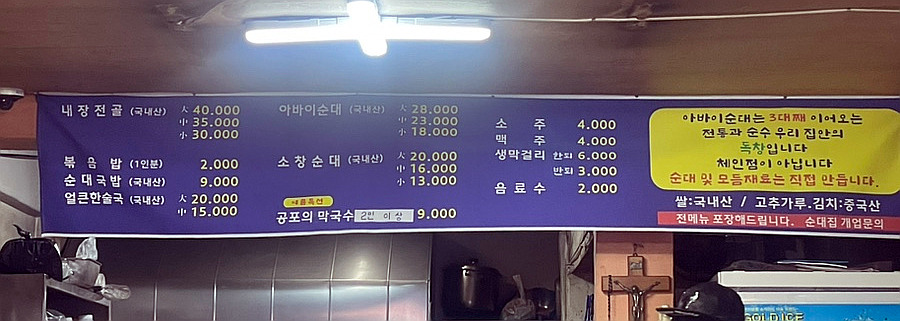 내장전골 (국내산) 大 40.000
中 35.000
小 30.000
볶음밥 (1인분) 2.000
순대국밥 (국내산) 9.000
얼큰한술국 (국내산) 大 20.000
中 15.000
아바이순대 (국내산) 大 28.000
中 23.000
小 18.000
소창순대 (국내산) 大 20.000
中 16.000
小 13.000
여름특선
공포의 막국수 2인 이상 9.000
소주 4.000
맥주 4.000
생막걸리 한되 6.000
반되 3.000
음료수 2.000
아바이순대는 3대째 이어오는
전통과 순수 우리 집안의
독창입니다
체인점이 아닙니다
순대 및 모듬재료는 직접 만듭니다.
쌀:국내산 / 고추가루.김치:중국산
전메뉴 포장해드립니다. 순대집 개업문의